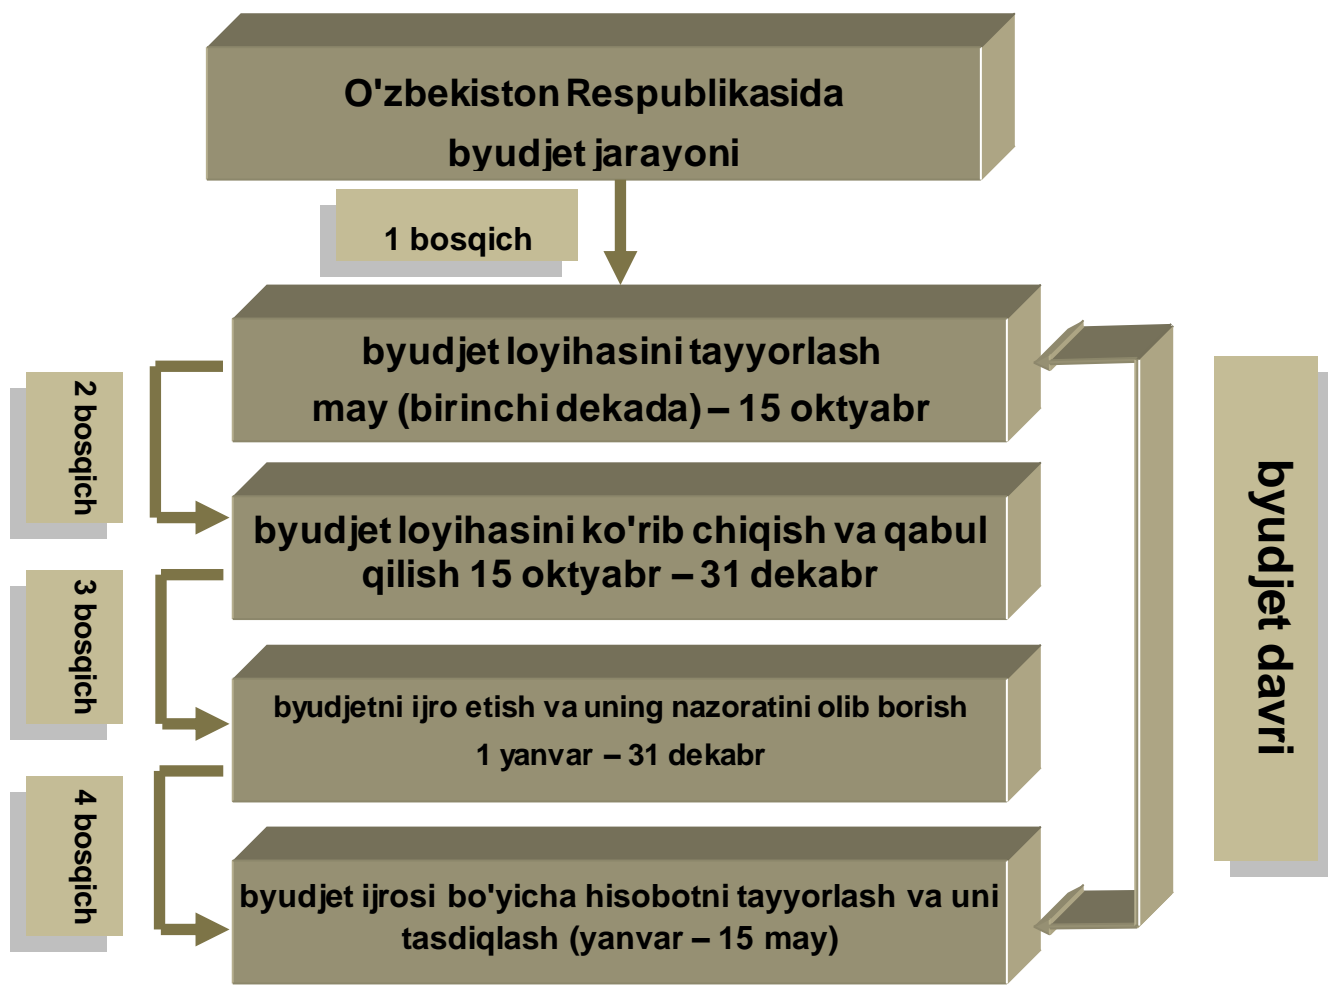 O'zbekiston Respublikasida
byudjet jarayoni
1 bosqich
byudjet loyihasini tayyorlash
may (birinchi dekada) – 15 oktyabr
2 bosqich
byudjet loyihasini ko'rib chiqish va qabul
qilish 15 oktyabr – 31 dekabr
3 bosqich
byudjetni ijro etish va uning nazoratini olib borish
1 yanvar – 31 dekabr
4 bosqich
byudjet ijrosi bo'yicha hisobotni tayyorlash va uni
tasdiqlash (yanvar – 15 may)
byudjet davri